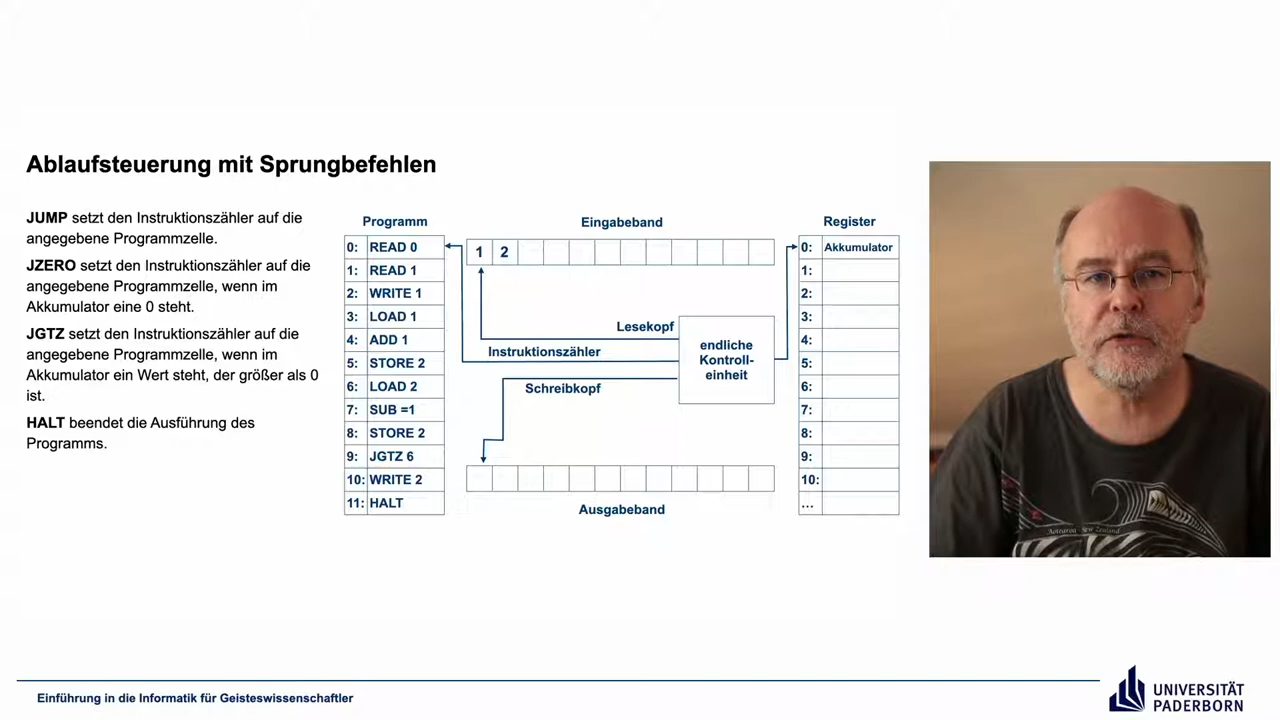 Ablaufsteuerung mit Sprungbefehlen
JUMP setzt den Instruktionszähler auf die
angegebene Programmzelle.
JZERO setzt den Instruktionszähler auf die
angegebene Programmzelle, wenn im
Akkumulator eine 0 steht.
JGTZ setzt den Instruktionszähler auf die
angegebene Programmzelle, wenn im
Akkumulator ein Wert steht, der größer als 0
ist.
HALT beendet die Ausführung des
Programms.
Programm
0: READ 0
1: READ 1
2: WRITE 1
3: LOAD 1
4: ADD 1
5: STORE 2
6: LOAD 2
7: SUB =1
8: STORE 2
9: JGTZ 6
10: WRITE 2
11: HALT
Eingabeband
1 2
Lesekopf
Instruktionszähler
Schreibkopf
endliche
Kontroll-
einheit
Ausgabeband
Register
0: Akkumulator
1:
2:
3:
4:
5:
6:
7:
8:
9:
10:
...
Aotearoa New Zealand
Einführung in die Informatik für Geisteswissenschaftler
UNIVERSITÄT
PADERBORN